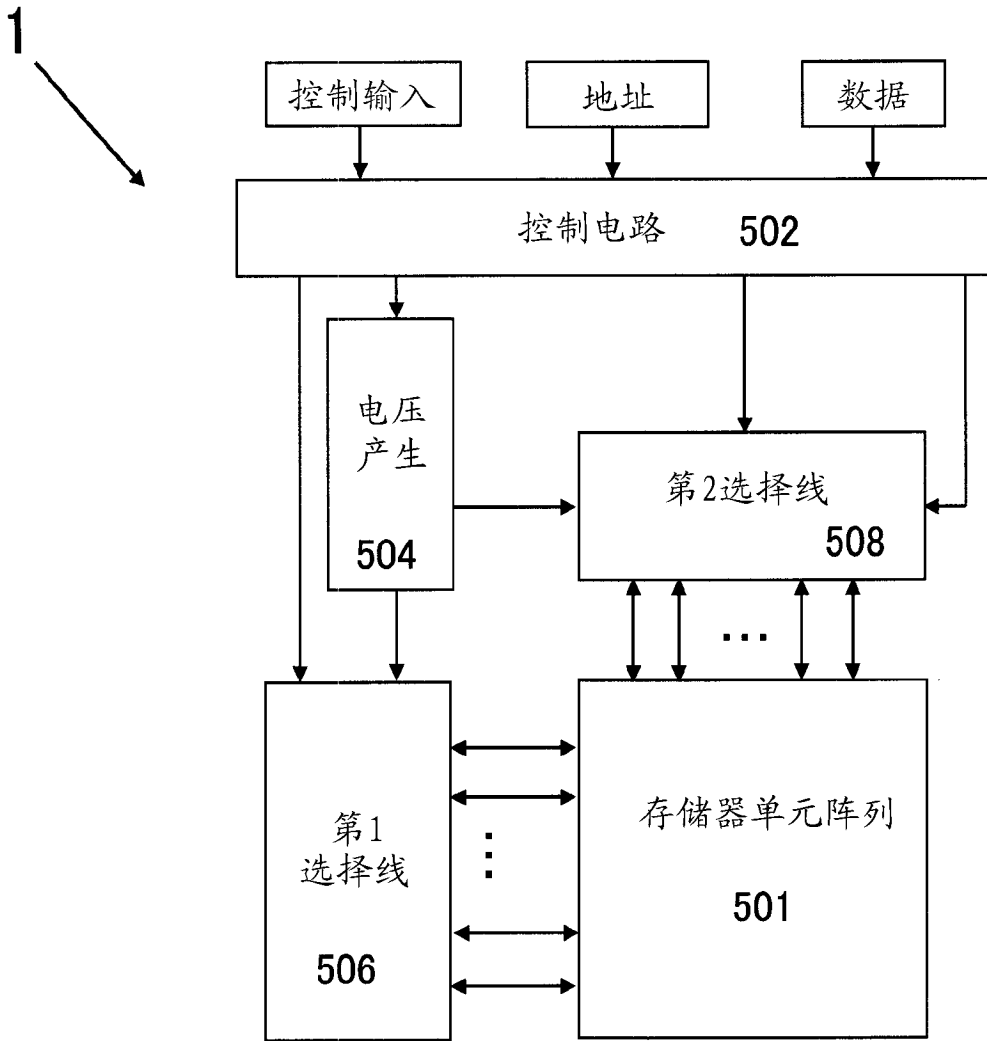 1
控制输入
地址
数据
控制电路 502
电压
产生
504
第2选择线
508
第1
选择线
506
存储器单元阵列
501